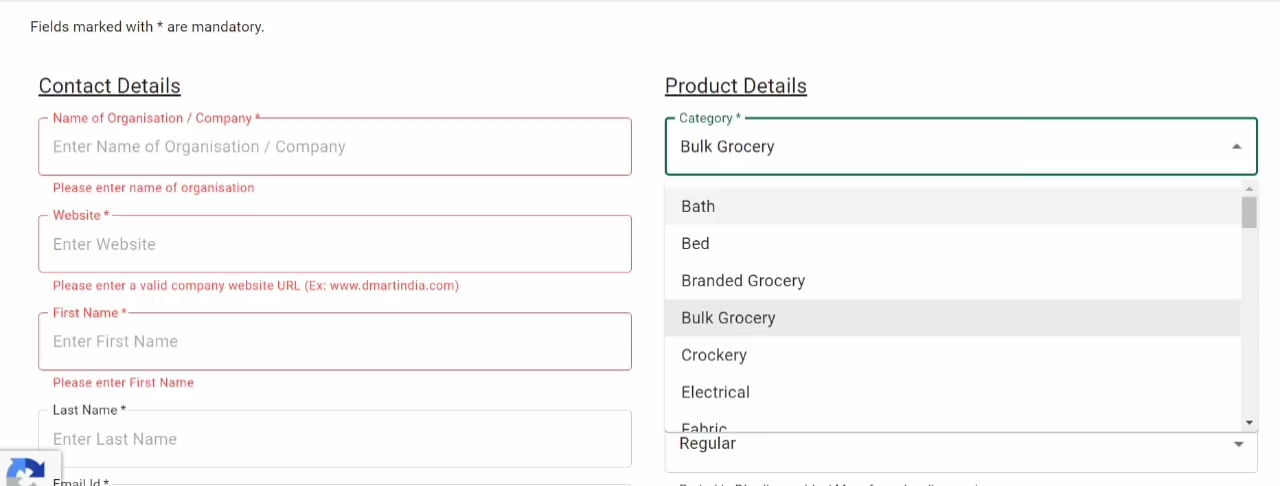 Fields marked with * are mandatory.
Contact Details
Name of Organisation / Company *
Enter Name of Organisation / Company
Please enter name of organisation
Website *
Enter Website
Please enter a valid company website URL (Ex: www.dmartindia.com)
First Name *
Enter First Name
Please enter First Name
Last Name *
Enter Last Name
Email Id *
Product Details
Category *
Bulk Grocery
Bath
Bed
Branded Grocery
Bulk Grocery
Crockery
Electrical
Fabric
Regular